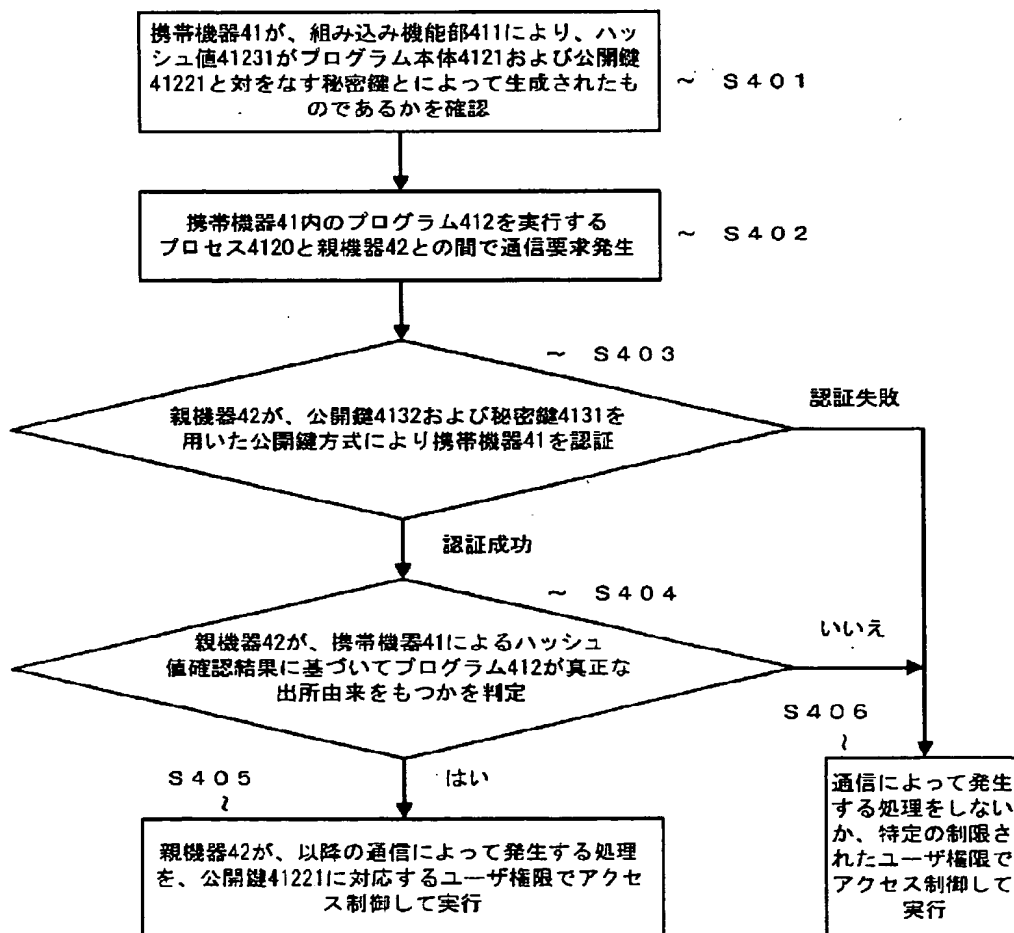 携帯機器41が、組み込み機能部411により、ハッ
シュ値41231がプログラム本体4121および公開鍵
41221と対をなす秘密鍵とによって生成されたも
のであるかを確認
~ S401
携帯機器41内のプログラム412を実行する
プロセス4120と親機器42との間で通信要求発生
~ S402
~ S403
親機器42が、公開鍵4132および秘密鍵4131を
用いた公開鍵方式により携帯機器41を認証
認証失敗
認証成功
~ S404
親機器42が、携帯機器41によるハッシュ
値確認結果に基づいてプログラム412が真正な
出所由来をもつかを判定
いいえ
S405
~
はい
S406
~
親機器42が、以降の通信によって発生する処理
を、公開鍵41221に対応するユーザ権限でアクセ
ス制御して実行
通信によって発生
する処理をしない
か、特定の制限さ
れたユーザ権限で
アクセス制御して
実行